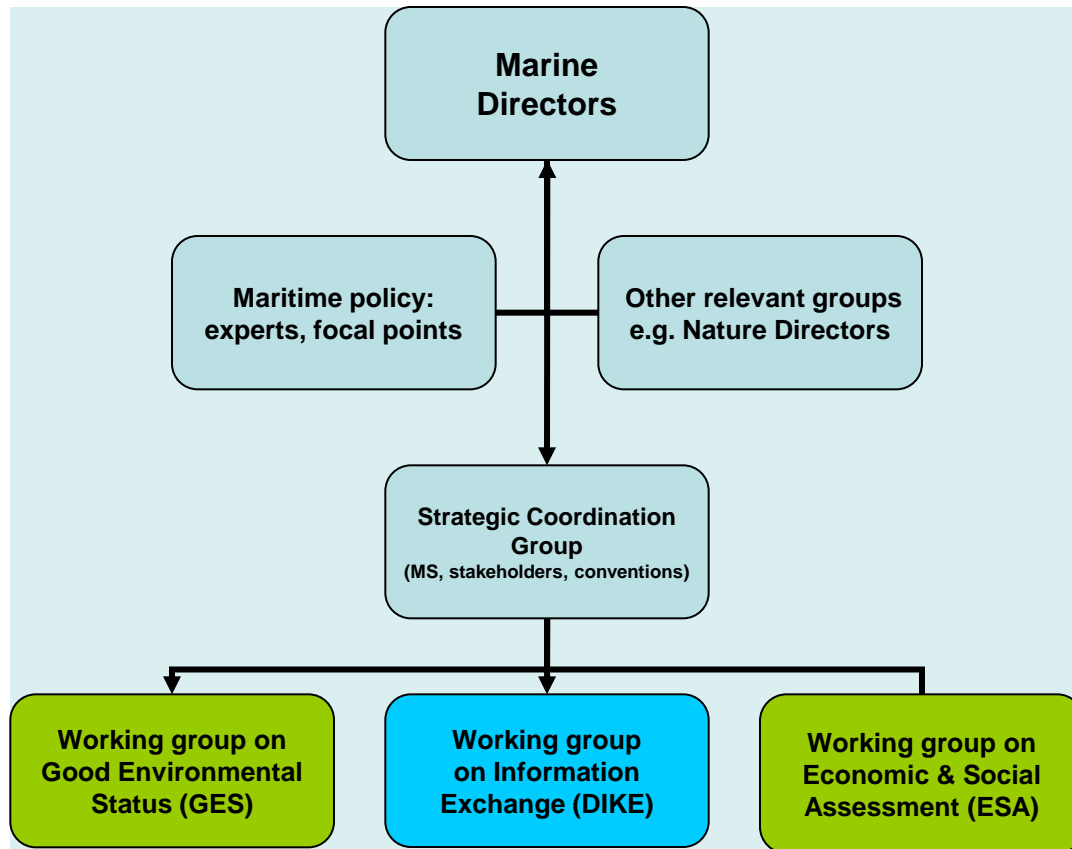 Marine
Directors
Maritime policy:
experts, focal points
Other relevant groups
e.g. Nature Directors
Strategic Coordination
Group
(MS, stakeholders, conventions)
Working group on
Good Environmental
Status (GES)
Working group
on Information
Exchange (DIKE)
Working group on
Economic & Social
Assessment (ESA)